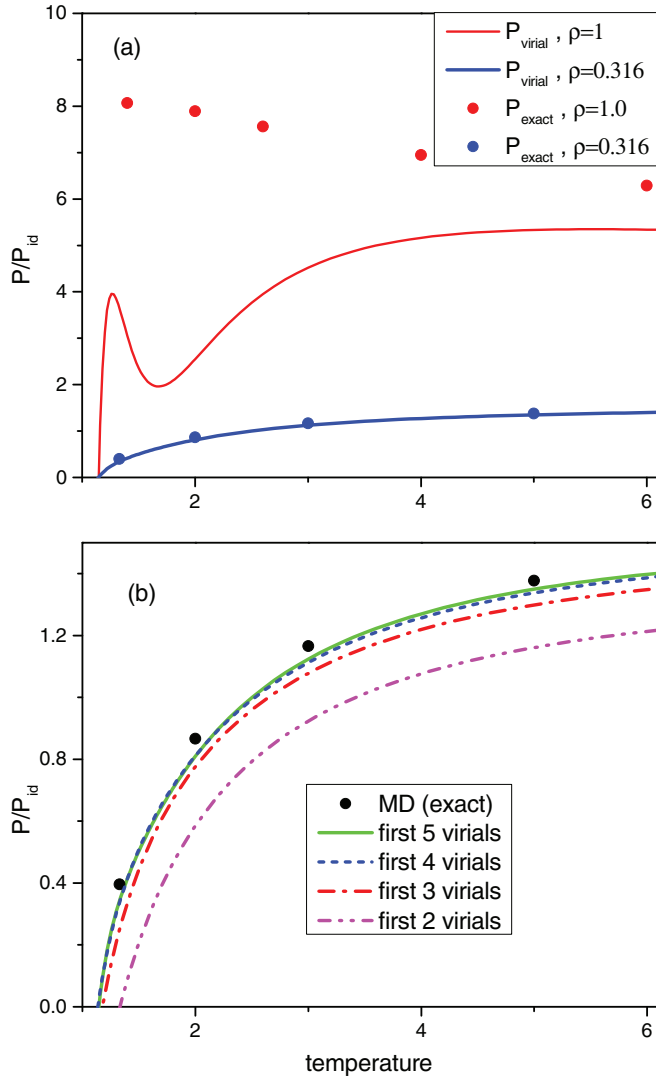 10
(a)
P_virial , ρ=1
P_virial , ρ=0.316
P_exact , ρ=1.0
P_exact , ρ=0.316
8
6
P/P_id
4
2
0
2
4
6
(b)
1.2
P/P_id
0.8
MD (exact)
first 5 virials
first 4 virials
first 3 virials
first 2 virials
0.4
0.0
2
4
6
temperature